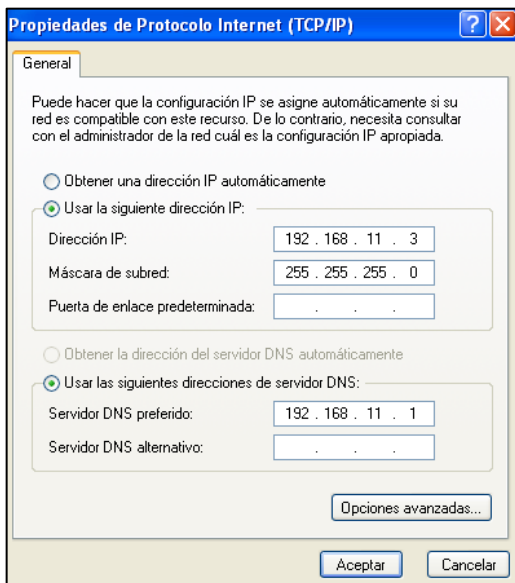 Propiedades de Protocolo Internet (TCP/IP)
General
Puede hacer que la configuración IP se asigne automáticamente si su
red es compatible con este recurso. De lo contrario, necesita consultar
con el administrador de la red cuál es la configuración IP apropiada.
Obtener una dirección IP automáticamente
Usar la siguiente dirección IP:
Dirección IP: 192 . 168 . 11 . 3
Máscara de subred: 255 . 255 . 255 . 0
Puerta de enlace predeterminada: . . .
Obtener la dirección del servidor DNS automáticamente
Usar las siguientes direcciones de servidor DNS:
Servidor DNS preferido: 192 . 168 . 11 . 1
Servidor DNS alternativo: . . .
Opciones avanzadas...
Aceptar Cancelar